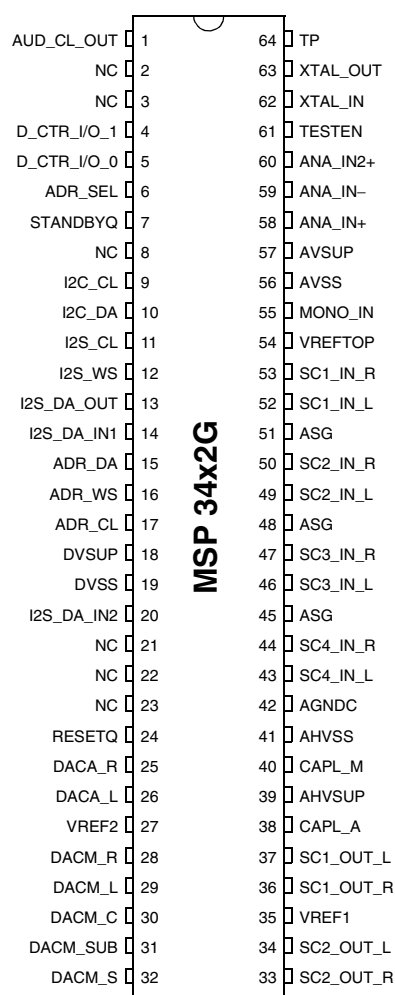 AUD_CL_OUT 1 64 TP
NC 2 63 XTAL_OUT
NC 3 62 XTAL_IN
D_CTR_I/O_1 4 61 TESTEN
D_CTR_I/O_0 5 60 ANA_IN2+
ADR_SEL 6 59 ANA_IN−
STANDBYQ 7 58 ANA_IN+
NC 8 57 AVSUP
I2C_CL 9 56 AVSS
I2C_DA 10 55 MONO_IN
I2S_CL 11 54 VREFTOP
I2S_WS 12 53 SC1_IN_R
I2S_DA_OUT 13 52 SC1_IN_L
I2S_DA_IN1 14 51 ASG
ADR_DA 15 50 SC2_IN_R
ADR_WS 16 49 SC2_IN_L
ADR_CL 17 48 ASG
DVSUP 18 47 SC3_IN_R
DVSS 19 46 SC3_IN_L
I2S_DA_IN2 20 45 ASG
NC 21 44 SC4_IN_R
NC 22 43 SC4_IN_L
NC 23 42 AGNDC
RESETQ 24 41 AHVSS
DACA_R 25 40 CAPL_M
DACA_L 26 39 AHVSUP
VREF2 27 38 CAPL_A
DACM_R 28 37 SC1_OUT_L
DACM_L 29 36 SC1_OUT_R
DACM_C 30 35 VREF1
DACM_SUB 31 34 SC2_OUT_L
DACM_S 32 33 SC2_OUT_R
MSP 34x2G